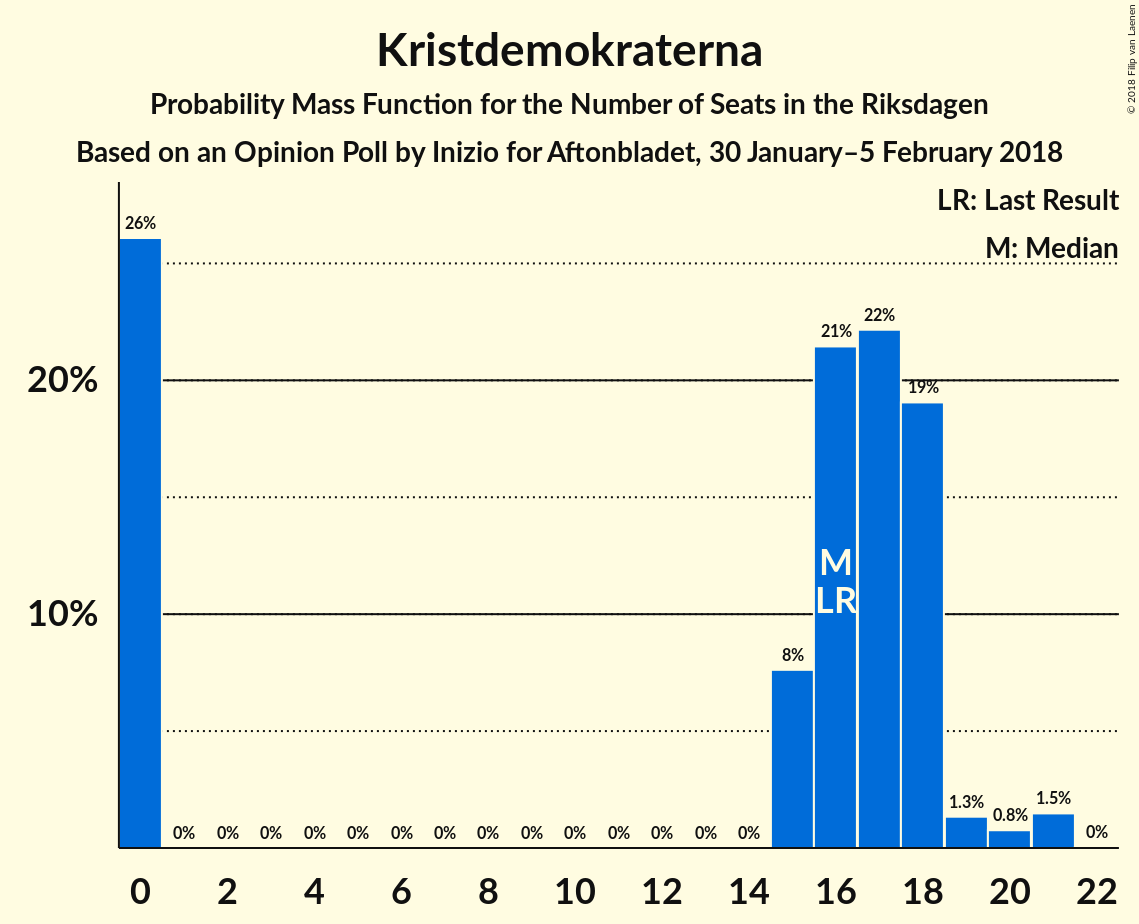 Kristdemokraterna
Probability Mass Function for the Number of Seats in the Riksdagen
Based on an Opinion Poll by Inizio for Aftonbladet, 30 January–5 February 2018
© 2018 Filip van Laenen
LR: Last Result
M: Median
26%
0%
0%
0%
0%
0%
0%
0%
0%
0%
0%
0%
0%
0%
0%
8%
21%
22%
19%
1.3%
0.8%
1.5%
0%
20%
10%
M
LR
0 2 4 6 8 10 12 14 16 18 20 22